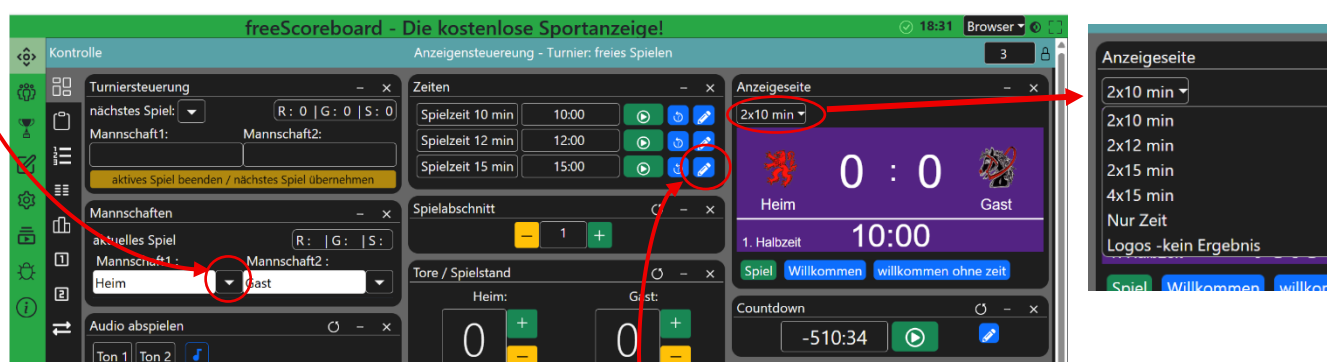 freeScoreboard - Die kostenlose Sportanzeige!
18:31
Browser
Kontrolle
Anzeigensteuereung - Turnier: freies Spielen
3
Turniersteuerung
nächstes Spiel:
R: 0 |G: 0 |S: 0
Mannschaft1:
Mannschaft2:
aktives Spiel beenden / nächstes Spiel übernehmen
Mannschaften
aktuelles Spiel
R: |G: |S:
Mannschaft1 :
Mannschaft2 :
Heim
Gast
Audio abspielen
Ton 1
Ton 2
Zeiten
Spielzeit 10 min
10:00
Spielzeit 12 min
12:00
Spielzeit 15 min
15:00
Spielabschnitt
1
Tore / Spielstand
Heim:
Gast:
0
0
Anzeigeseite
2x10 min
0 : 0
Heim
Gast
1. Halbzeit
10:00
Spiel
Willkommen
willkommen ohne zeit
Countdown
-510:34
Anzeigeseite
2x10 min
2x10 min
2x12 min
2x15 min
4x15 min
Nur Zeit
Logos -kein Ergebnis
Spiel
Willkommen